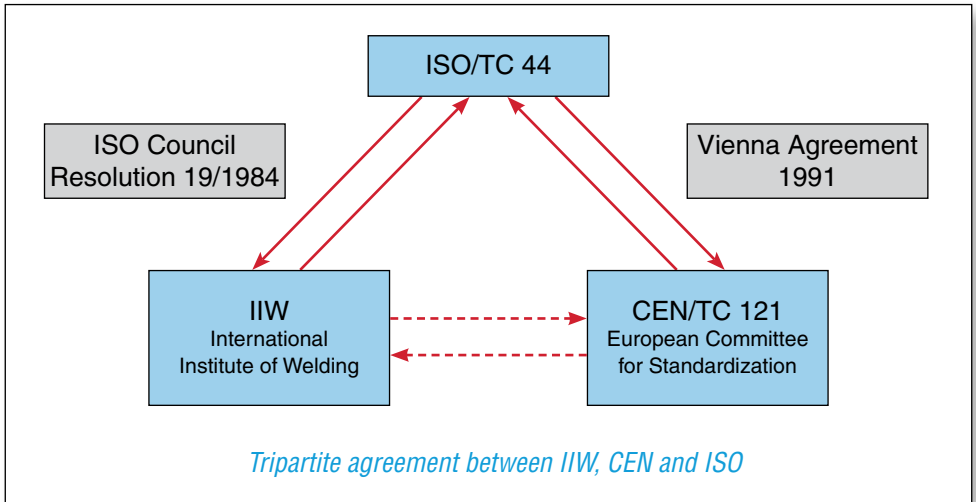 ISO/TC 44
ISO Council
Resolution 19/1984
Vienna Agreement
1991
IIW
International
Institute of Welding
CEN/TC 121
European Committee
for Standardization
Tripartite agreement between IIW, CEN and ISO